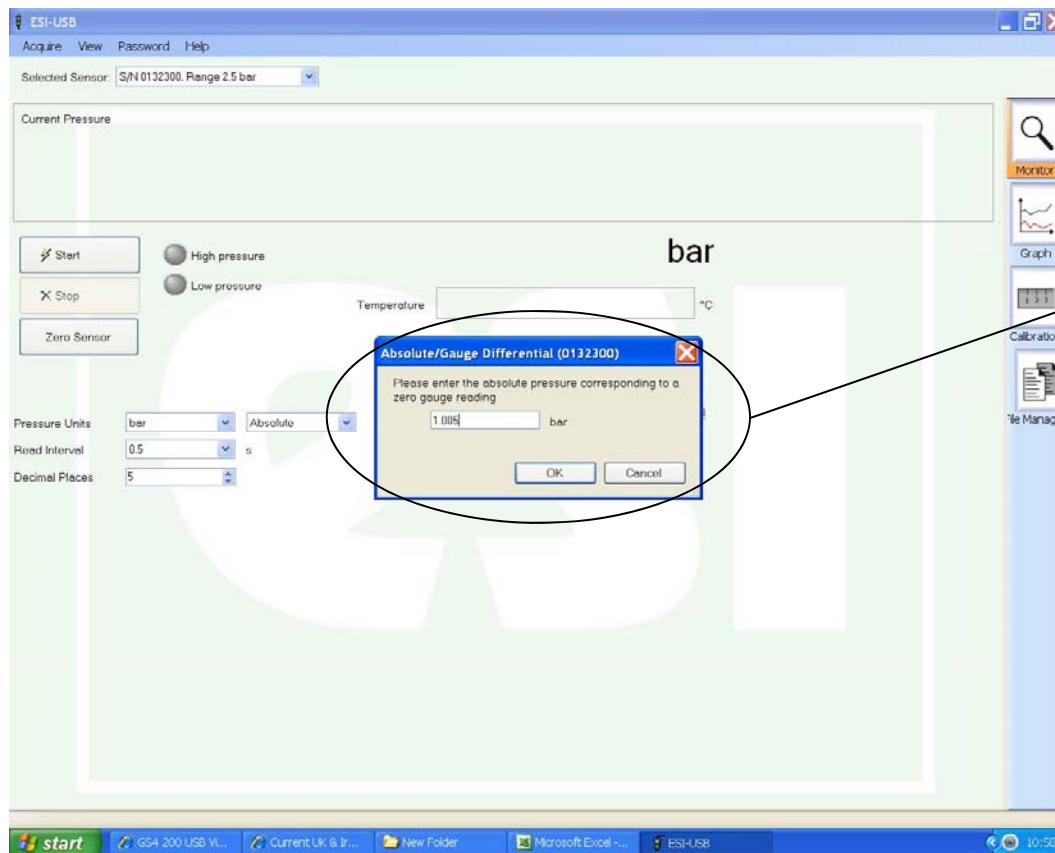 ESI-USB
Acquire View Password Help
Selected Sensor: S/N 0132300. Range 2.5 bar
Current Pressure
Monitor
Start
High pressure
bar
Graph
Stop
Low pressure
Temperature °C
Zero Sensor
Absolute/Gauge Differential (0132300)
Please enter the absolute pressure corresponding to a
zero gauge reading
1.005 bar
OK Cancel
Pressure Units bar Absolute
Read Interval 0.5 s
Decimal Places 5
ESI
start GS4 200 USB Vi... Current UK & Ir... New Folder Microsoft Excel -... ESI-USB